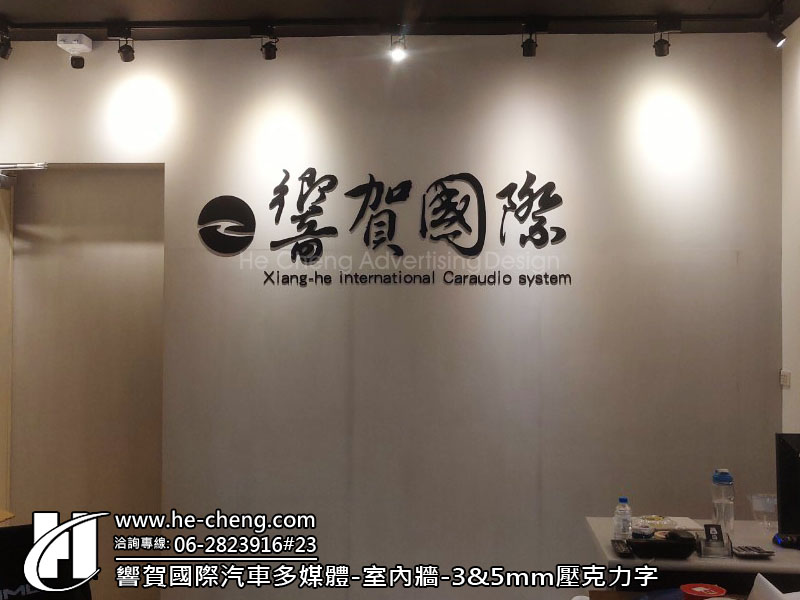 響賀國際
He Cheng Advertising Design
Xiang-he international Caraudio system
www.he-cheng.com
洽詢專線: 06-2823916#23
響賀國際汽車多媒體-室內牆-3&5mm壓克力字